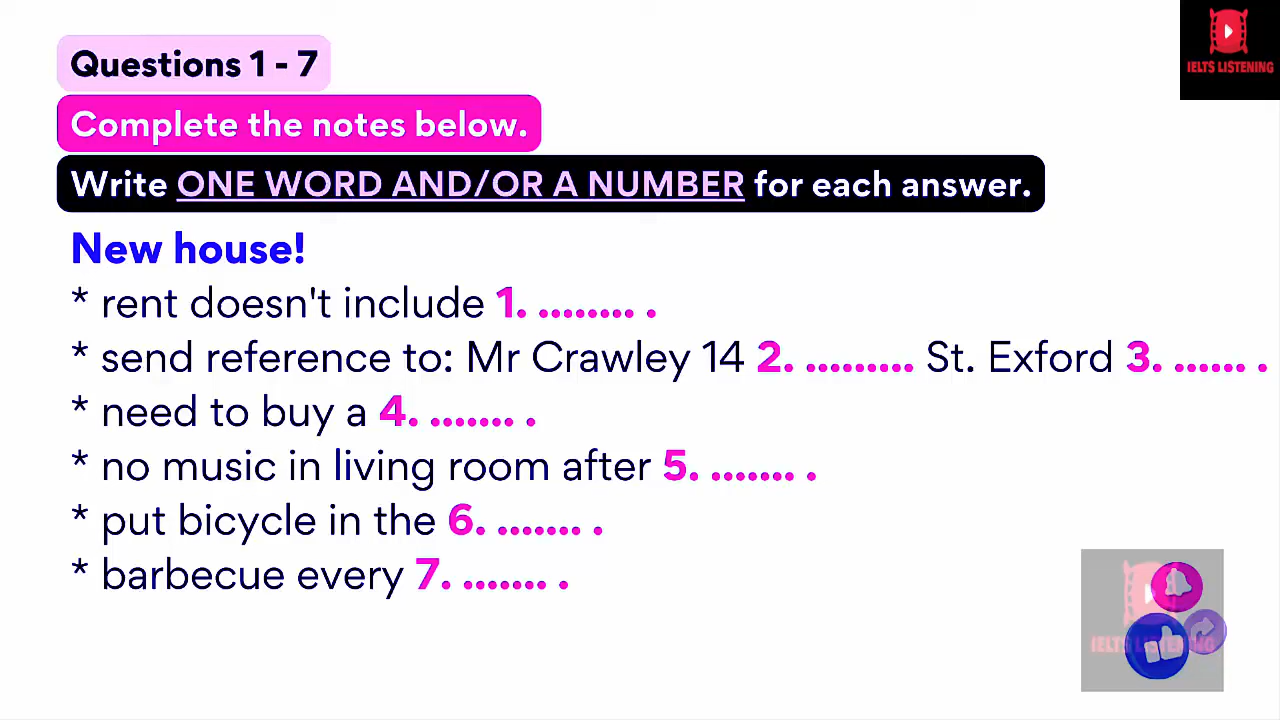 IELTS LISTENING
Questions 1 - 7
Complete the notes below.
Write ONE WORD AND/OR A NUMBER for each answer.
New house!
* rent doesn't include 1. ........ .
* send reference to: Mr Crawley 14 2. ......... St. Exford 3. ...... .
* need to buy a 4. ....... .
* no music in living room after 5. ....... .
* put bicycle in the 6. ....... .
* barbecue every 7. ....... .
IELTS LISTENING